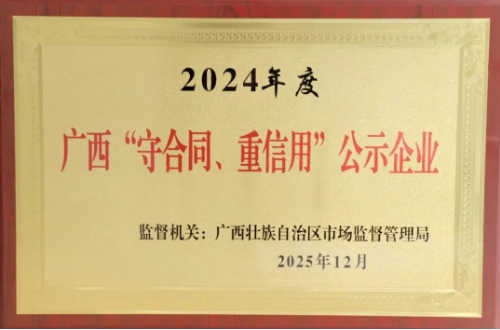 2024年度
广西“守合同、重信用”公示企业
监督机关：广西壮族自治区市场监督管理局
2025年12月